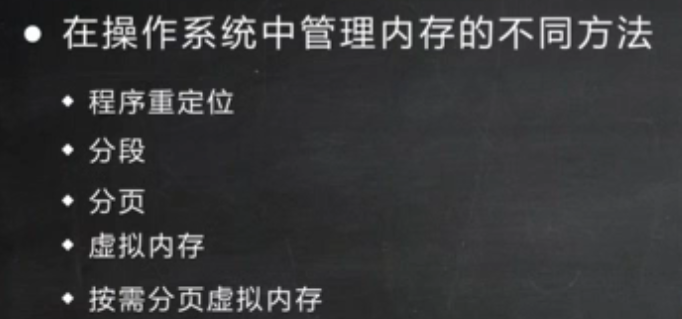 ● 在操作系统中管理内存的不同方法
◆ 程序重定位
◆ 分段
◆ 分页
◆ 虚拟内存
◆ 按需分页虚拟内存